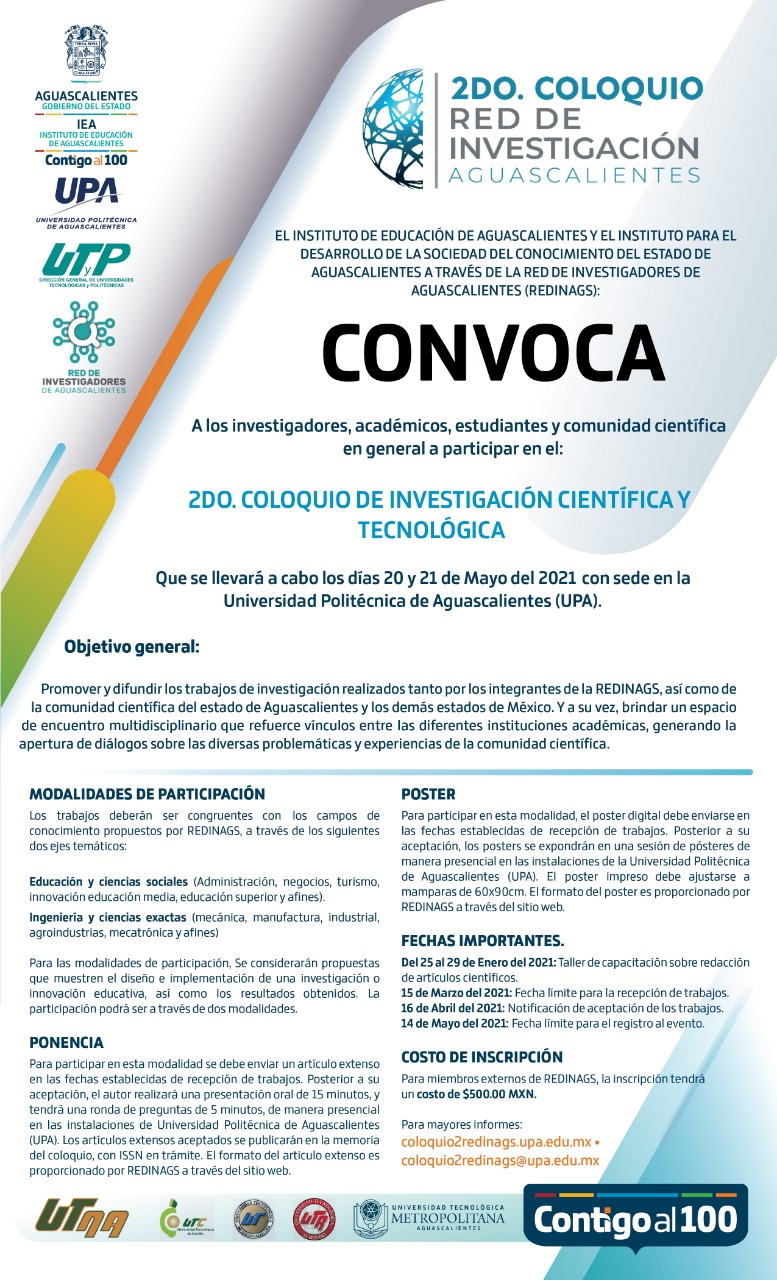 AGUASCALIENTES
GOBIERNO DEL ESTADO
IEA
INSTITUTO DE EDUCACIÓN
DE AGUASCALIENTES
Contigo al 100
UPA
UNIVERSIDAD POLITÉCNICA
DE AGUASCALIENTES
UTyP
DIRECCIÓN GENERAL DE UNIVERSIDADES
TECNOLÓGICAS y POLITÉCNICAS
RED DE
INVESTIGADORES
DE AGUASCALIENTES
2DO. COLOQUIO
RED DE
INVESTIGACIÓN
AGUASCALIENTES
EL INSTITUTO DE EDUCACIÓN DE AGUASCALIENTES Y EL INSTITUTO PARA EL
DESARROLLO DE LA SOCIEDAD DEL CONOCIMIENTO DEL ESTADO DE
AGUASCALIENTES A TRAVÉS DE LA RED DE INVESTIGADORES DE
AGUASCALIENTES (REDINAGS):
CONVOCA
A los investigadores, académicos, estudiantes y comunidad científica
en general a participar en el:
2DO. COLOQUIO DE INVESTIGACIÓN CIENTÍFICA Y
TECNOLÓGICA
Que se llevará a cabo los días 20 y 21 de Mayo del 2021 con sede en la
Universidad Politécnica de Aguascalientes (UPA).
Objetivo general:
Promover y difundir los trabajos de investigación realizados tanto por los integrantes de la REDINAGS, así como de
la comunidad científica del estado de Aguascalientes y los demás estados de México. Y a su vez, brindar un espacio
de encuentro multidisciplinario que refuerce vínculos entre las diferentes instituciones académicas, generando la
apertura de diálogos sobre las diversas problemáticas y experiencias de la comunidad científica.
MODALIDADES DE PARTICIPACIÓN
Los trabajos deberán ser congruentes con los campos de
conocimiento propuestos por REDINAGS, a través de los siguientes
dos ejes temáticos:
Educación y ciencias sociales (Administración, negocios, turismo,
innovación educación media, educación superior y afines).
Ingeniería y ciencias exactas (mecánica, manufactura, industrial,
agroindustrias, mecatrónica y afines)
Para las modalidades de participación, Se considerarán propuestas
que muestren el diseño e implementación de una investigación o
innovación educativa, así como los resultados obtenidos. La
participación podrá ser a través de dos modalidades.
PONENCIA
Para participar en esta modalidad se debe enviar un artículo extenso
en las fechas establecidas de recepción de trabajos. Posterior a su
aceptación, el autor realizará una presentación oral de 15 minutos, y
tendrá una ronda de preguntas de 5 minutos, de manera presencial
en las instalaciones de Universidad Politécnica de Aguascalientes
(UPA). Los artículos extensos aceptados se publicarán en la memoria
del coloquio, con ISSN en trámite. El formato del articulo extenso es
proporcionado por REDINAGS a través del sitio web.
POSTER
Para participar en esta modalidad, el poster digital debe enviarse en
las fechas establecidas de recepción de trabajos. Posterior a su
aceptación, los posters se expondrán en una sesión de pósteres de
manera presencial en las instalaciones de la Universidad Politécnica
de Aguascalientes (UPA). El poster impreso debe ajustarse a
mamparas de 60x90cm. El formato del poster es proporcionado por
REDINAGS a través del sitio web.
FECHAS IMPORTANTES.
Del 25 al 29 de Enero del 2021: Taller de capacitación sobre redacción
de artículos científicos.
15 de Marzo del 2021: Fecha límite para la recepción de trabajos.
16 de Abril del 2021: Notificación de aceptación de los trabajos.
14 de Mayo del 2021: Fecha límite para el registro al evento.
COSTO DE INSCRIPCIÓN
Para miembros externos de REDINAGS, la inscripción tendrá
un costo de $500.00 MXN.
Para mayores informes:
coloquio2redinags.upa.edu.mx •
coloquio2redinags@upa.edu.mx
UTNA
UTC
UT
UTR
UNIVERSIDAD TECNOLÓGICA
METROPOLITANA
AGUASCALIENTES
Contigo al 100